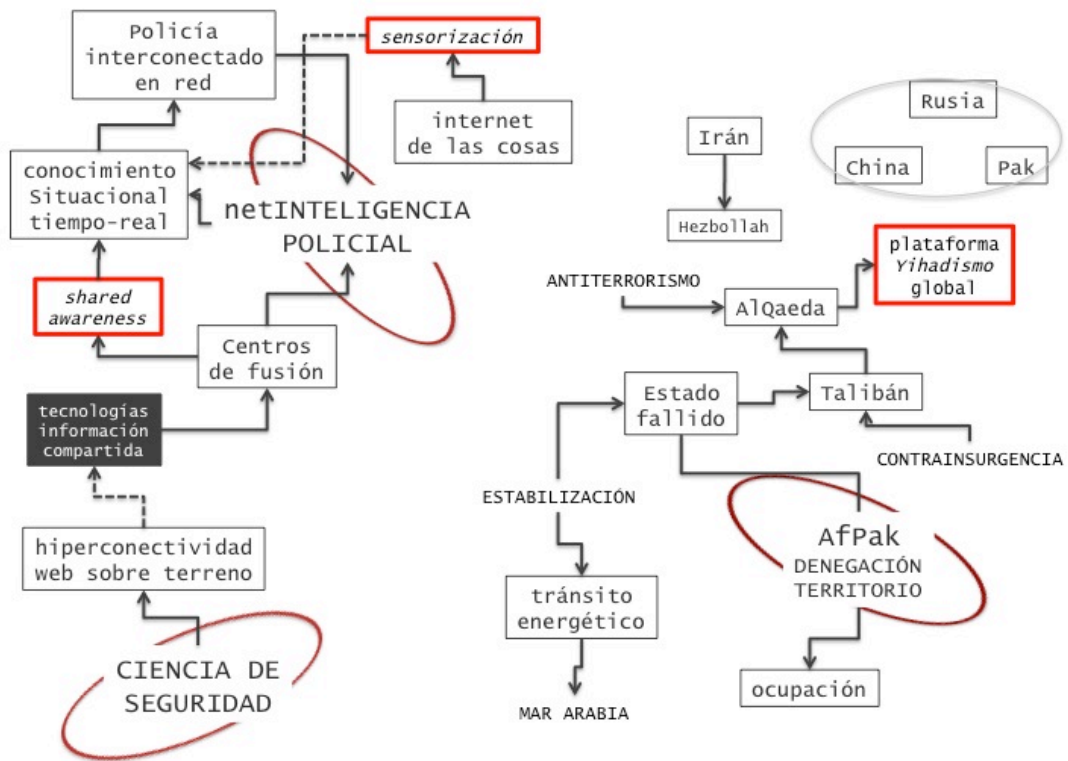 Policía
interconectado
en red
sensorización
internet
de las cosas
conocimiento
Situacional
tiempo-real
netINTELIGENCIA
POLICIAL
shared
awareness
Centros
de fusión
tecnologías
información
compartida
hiperconectividad
web sobre terreno
CIENCIA DE
SEGURIDAD
Rusia
Irán
China
Pak
Hezbollah
plataforma
Yihadismo
global
ANTITERRORISMO
AlQaeda
Estado
fallido
Talibán
CONTRAINSURGENCIA
ESTABILIZACIÓN
AfPak
DENEGACIÓN
TERRITORIO
tránsito
energético
ocupación
MAR ARABIA